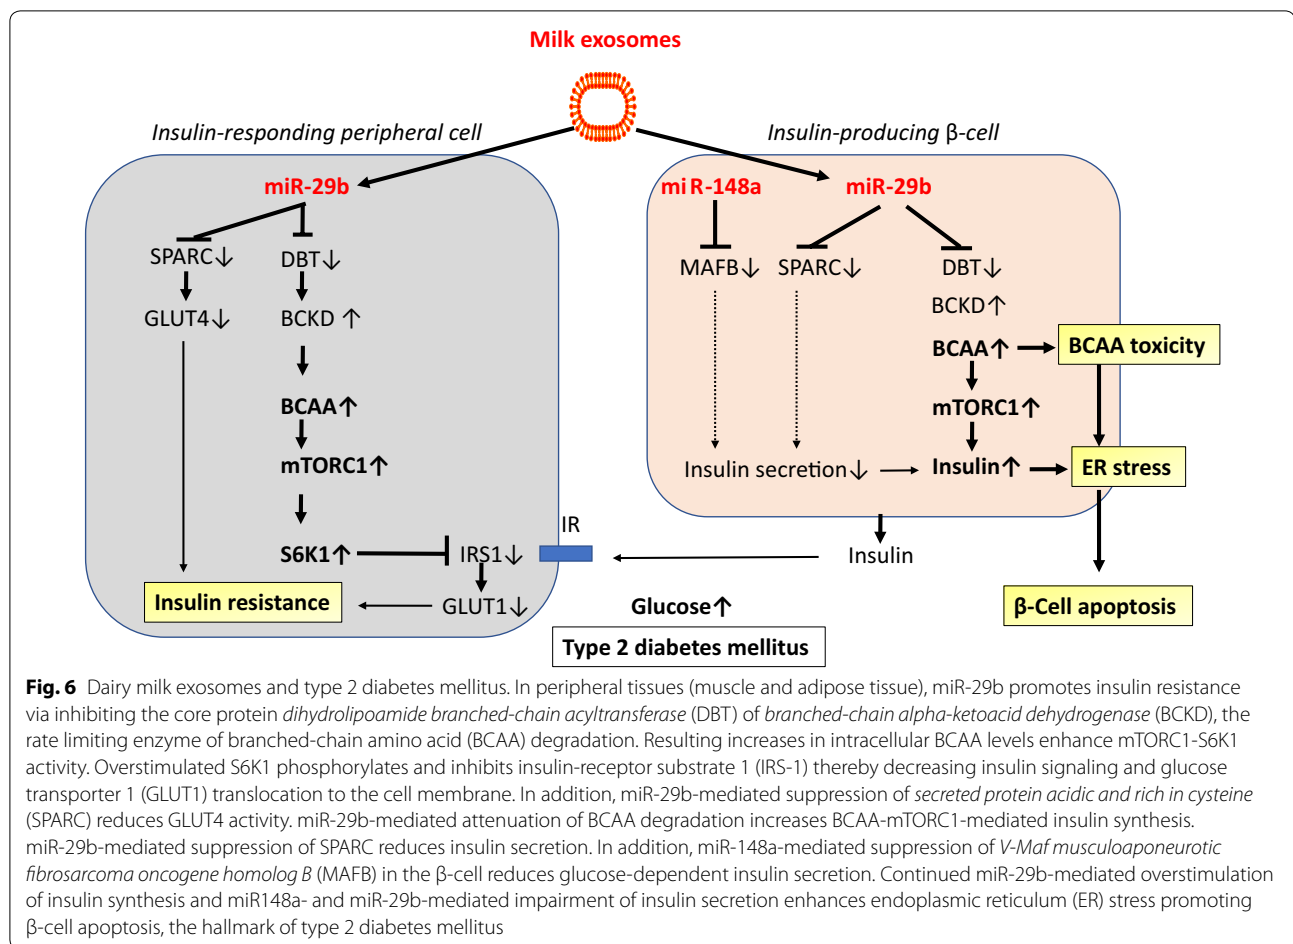 Milk exosomes
Insulin-responding peripheral cell
Insulin-producing β-cell
miR-29b
SPARC↓
DBT↓
GLUT4↓
BCKD ↑
BCAA↑
mTORC1↑
S6K1↑
IRS1↓
IR
Insulin resistance
GLUT1↓
miR-148a
miR-29b
MAFB↓
SPARC↓
DBT↓
BCKD↑
BCAA↑
BCAA toxicity
mTORC1↑
Insulin secretion↓
Insulin↑
ER stress
Insulin
β-Cell apoptosis
Glucose↑
Type 2 diabetes mellitus
Fig. 6 Dairy milk exosomes and type 2 diabetes mellitus. In peripheral tissues (muscle and adipose tissue), miR-29b promotes insulin resistance
via inhibiting the core protein dihydrolipoamide branched-chain acyltransferase (DBT) of branched-chain alpha-ketoacid dehydrogenase (BCKD), the
rate limiting enzyme of branched-chain amino acid (BCAA) degradation. Resulting increases in intracellular BCAA levels enhance mTORC1-S6K1
activity. Overstimulated S6K1 phosphorylates and inhibits insulin-receptor substrate 1 (IRS-1) thereby decreasing insulin signaling and glucose
transporter 1 (GLUT1) translocation to the cell membrane. In addition, miR-29b-mediated suppression of secreted protein acidic and rich in cysteine
(SPARC) reduces GLUT4 activity. miR-29b-mediated attenuation of BCAA degradation increases BCAA-mTORC1-mediated insulin synthesis.
miR-29b-mediated suppression of SPARC reduces insulin secretion. In addition, miR-148a-mediated suppression of V-Maf musculoaponeurotic
fibrosarcoma oncogene homolog B (MAFB) in the β-cell reduces glucose-dependent insulin secretion. Continued miR-29b-mediated overstimulation
of insulin synthesis and miR148a- and miR-29b-mediated impairment of insulin secretion enhances endoplasmic reticulum (ER) stress promoting
β-cell apoptosis, the hallmark of type 2 diabetes mellitus